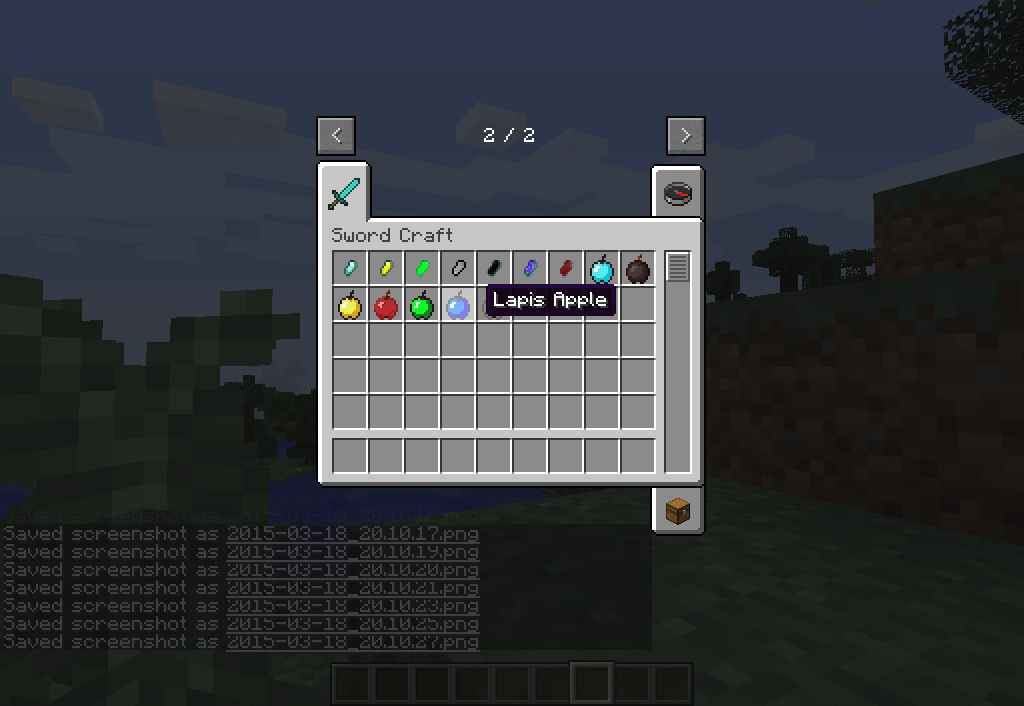 < 2 / 2 >
Sword Craft
Lapis Apple
Saved screenshot as 2015-03-18_20.10.17.png
Saved screenshot as 2015-03-18_20.10.19.png
Saved screenshot as 2015-03-18_20.10.20.png
Saved screenshot as 2015-03-18_20.10.21.png
Saved screenshot as 2015-03-18_20.10.23.png
Saved screenshot as 2015-03-18_20.10.25.png
Saved screenshot as 2015-03-18_20.10.27.png